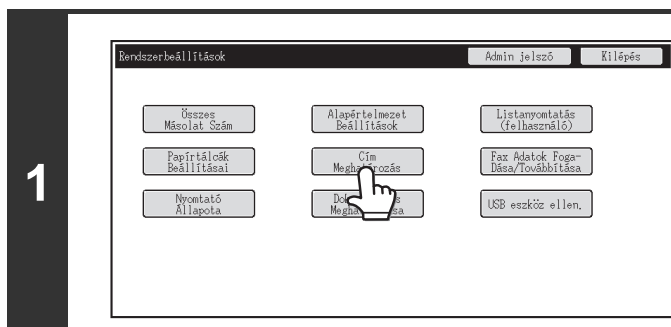 1
Rendszerbeállítások
Admin jelszó
Kilépés
Összes
Másolat Szám
Alapértelmezet
Beállítások
Listanyomtatás
(felhasználó)
Papírtálcák
Beállításai
Cím
Meghatározás
Fax Adatok Foga-
Dása/Továbbítása
Nyomtató
Állapota
USB eszköz ellen.